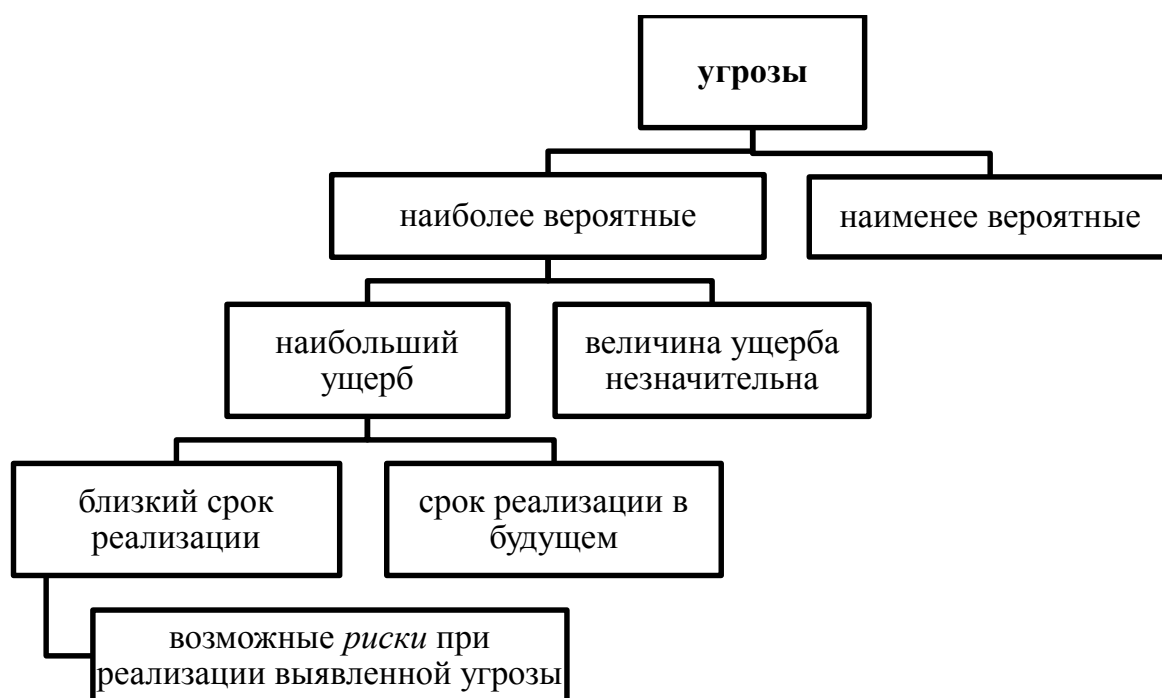 угрозы
наиболее вероятные
наименее вероятные
наибольший
ущерб
величина ущерба
незначительна
близкий срок
реализации
срок реализации в
будущем
возможные риски при
реализации выявленной угрозы